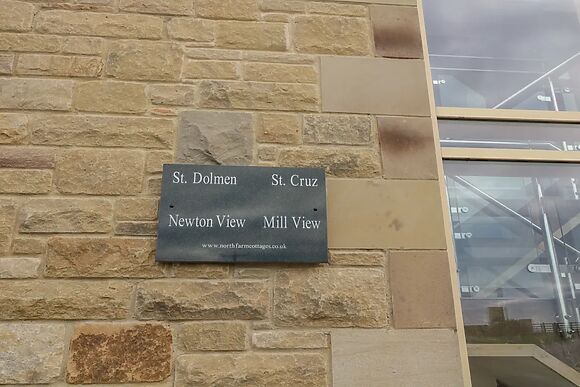 St. Dolmen St. Cruz
Newton View Mill View
www.northfarmcottages.co.uk